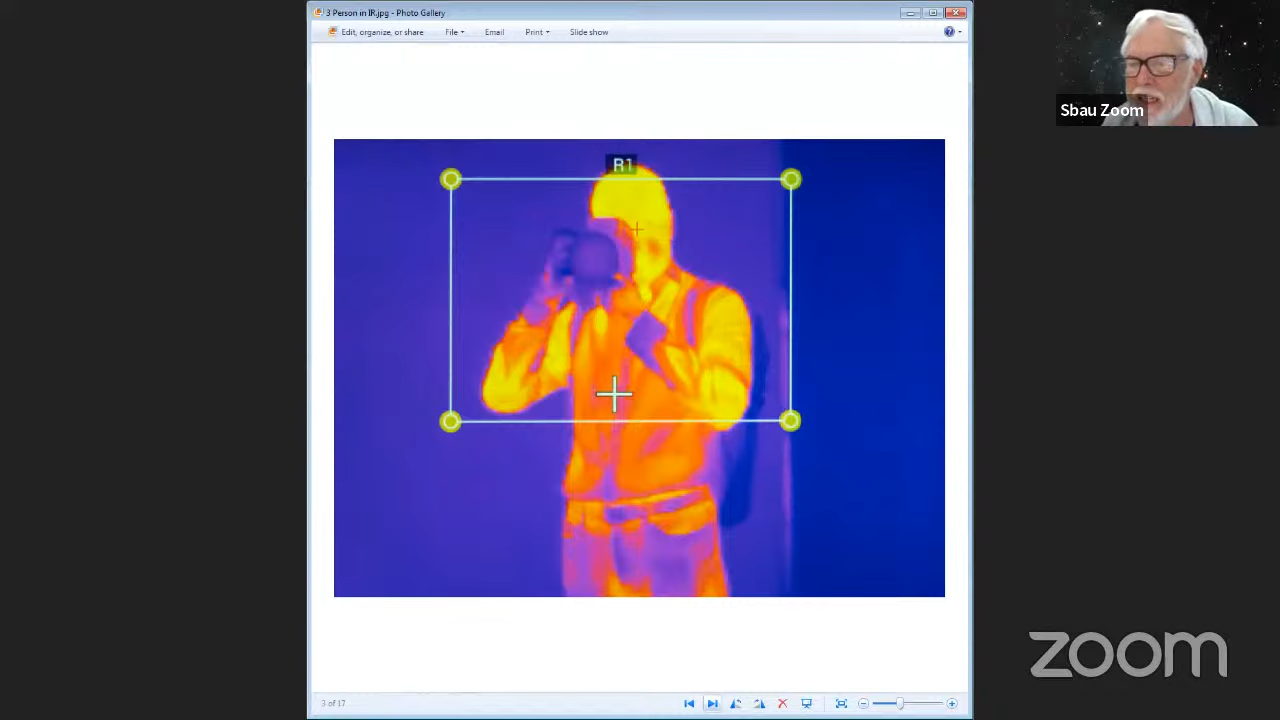 3 Person in IR.jpg - Photo Gallery
Edit, organize, or share
File
Email
Print
Slide show
Sbau Zoom
R1
3 of 17
zoom